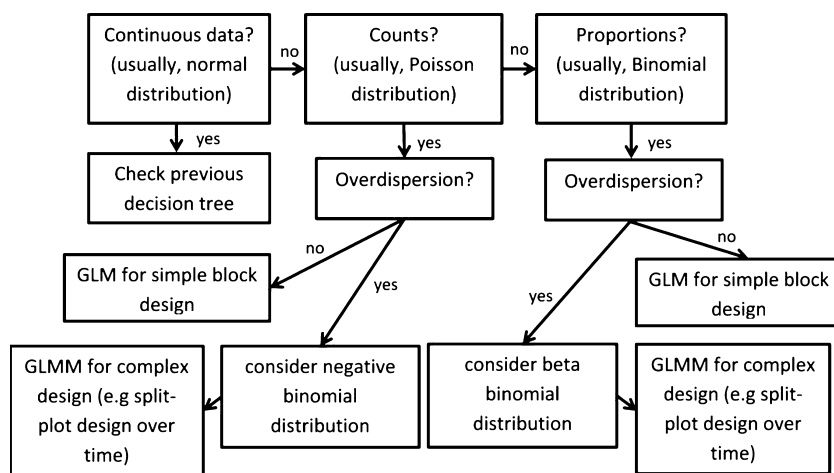 Continuous data?
(usually, normal
distribution)
no
Counts?
(usually, Poisson
distribution)
no
Proportions?
(usually, Binomial
distribution)
yes
yes
yes
Check previous
decision tree
Overdispersion?
Overdispersion?
no
yes
yes
no
GLM for simple block
design
GLM for simple block
design
GLMM for complex
design (e.g split-
plot design over
time)
consider negative
binomial
distribution
consider beta
binomial
distribution
GLMM for complex
design (e.g split-
plot design over
time)